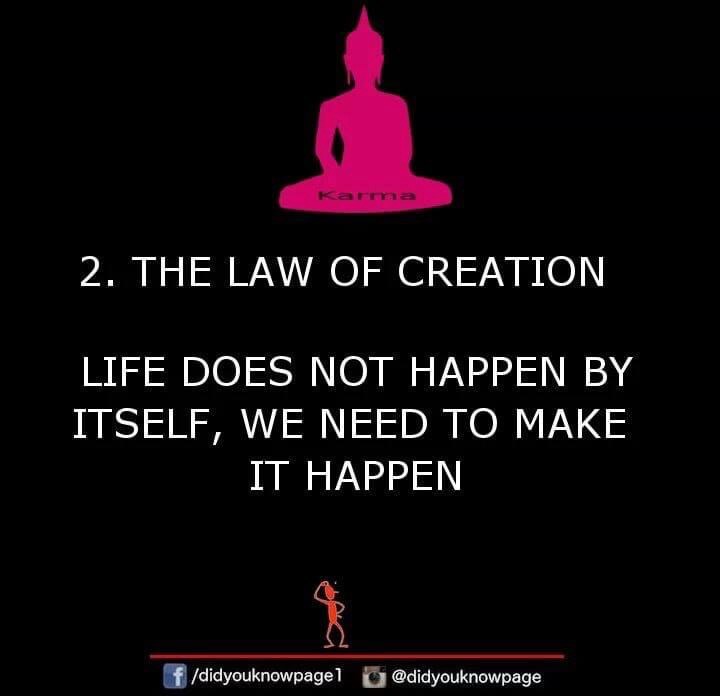 Karma
2. THE LAW OF CREATION
LIFE DOES NOT HAPPEN BY
ITSELF, WE NEED TO MAKE
IT HAPPEN
f /didyouknowpage1 @didyouknowpage